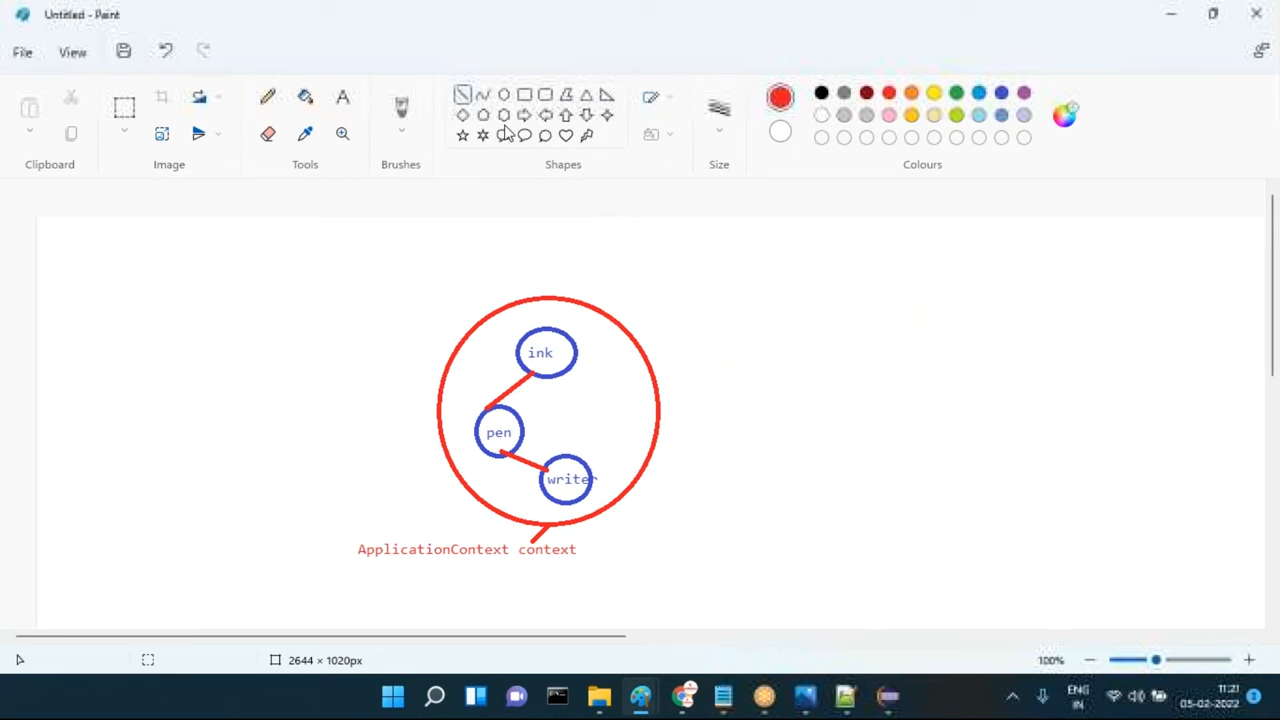 Untitled - Paint
File View
Clipboard Image Tools Brushes Shapes Size Colours
ink
pen
writer
ApplicationContext context
2644 × 1020px
100%
ENG
IN
11:21
05-02-2022